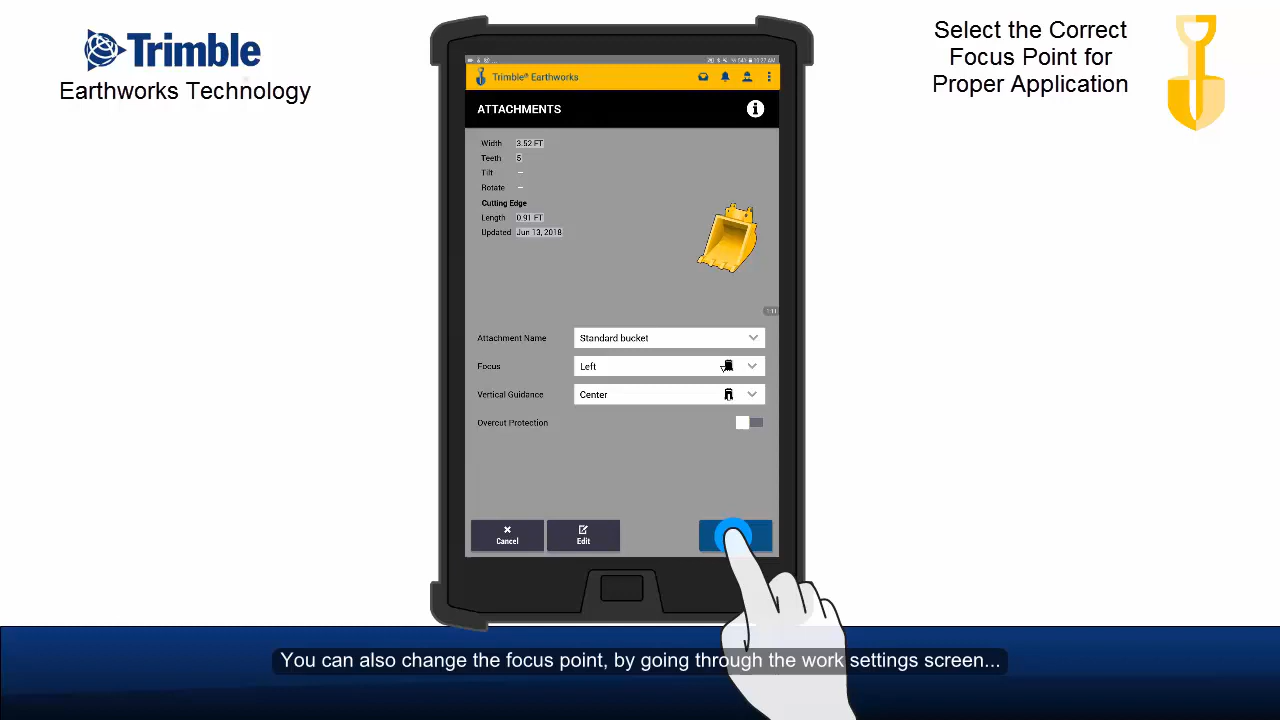 Trimble
Earthworks Technology
Select the Correct
Focus Point for
Proper Application
Trimble® Earthworks
ATTACHMENTS
Width 3.52 FT
Teeth 5
Tilt –
Rotate –
Cutting Edge
Length 0.91 FT
Updated Jun 13, 2018
1:11
Attachment Name Standard bucket
Focus Left
Vertical Guidance Center
Overcut Protection
Cancel Edit
You can also change the focus point, by going through the work settings screen...